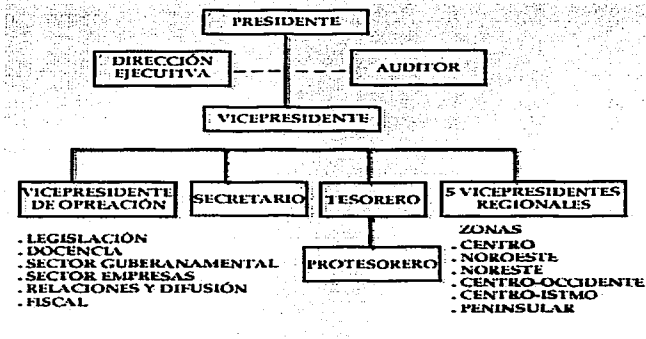 PRESIDENTE
DIRECCIÓN
EJECUTIVA
AUDITOR
VICEPRESIDENTE
VICEPRESIDENTE
DE OPREACIÓN
SECRETARIO
TESORERO
5 VICEPRESIDENTES
REGIONALES
PROTESORERO
. LEGISLACIÓN
. DOCENCIA
. SECTOR GUBERANAMENTAL
. SECTOR EMPRESAS
. RELACIONES Y DIFUSIÓN
. FISCAL
ZONAS
. CENTRO
. NOROESTE
. NORESTE
. CENTRO-OCCIDENTE
. CENTRO-ISTMO
. PENINSULAR